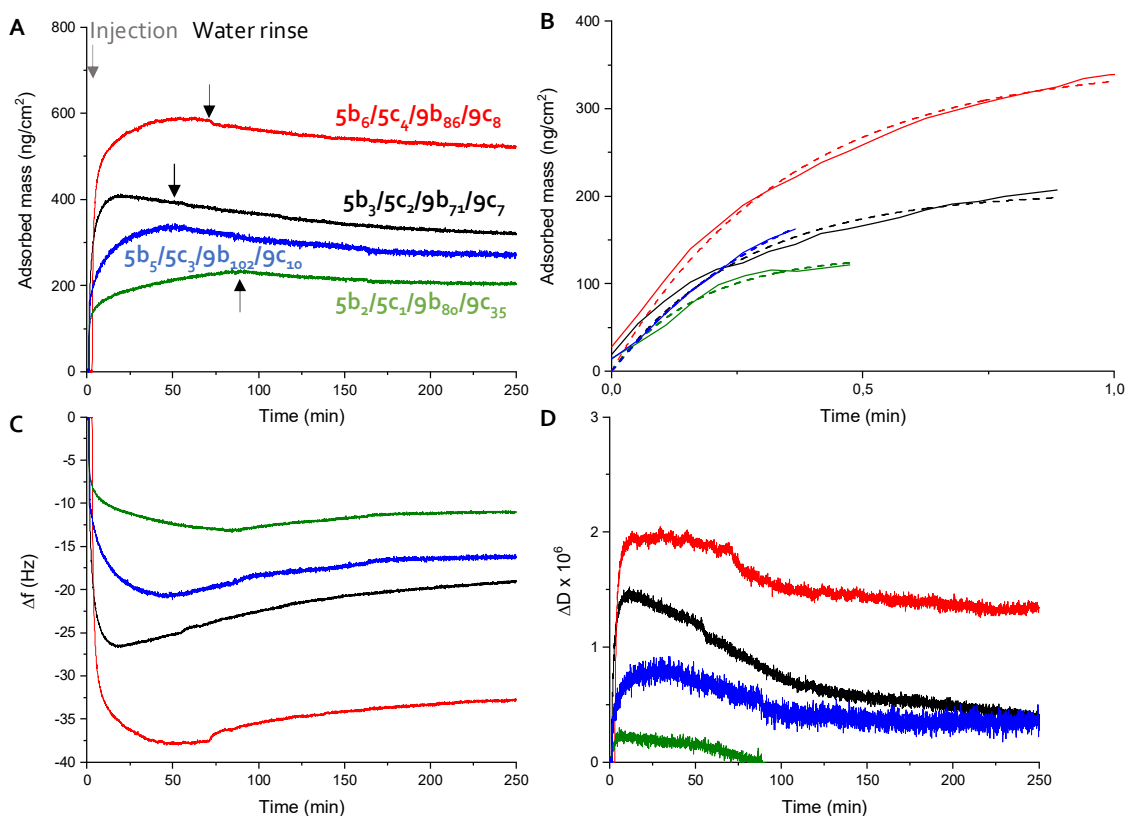 A
Injection Water rinse
800
600
400
200
0
Adsorbed mass (ng/cm²)
5b₆/5c₄/9b₈₆/9c₈
5b₃/5c₂/9b₇₁/9c₇
5b₅/5c₃/9b₁₀₂/9c₁₀
5b₂/5c₁/9b₈₀/9c₃₅
0 50 100 150 200 250
Time (min)
B
400
300
200
100
0
Adsorbed mass (ng/cm²)
0,0 0,5 1,0
Time (min)
C
0
-5
-10
-15
-20
-25
-30
-35
-40
Δf (Hz)
0 50 100 150 200 250
Time (min)
D
3
2
1
0
ΔD x 10⁶
0 50 100 150 200 250
Time (min)